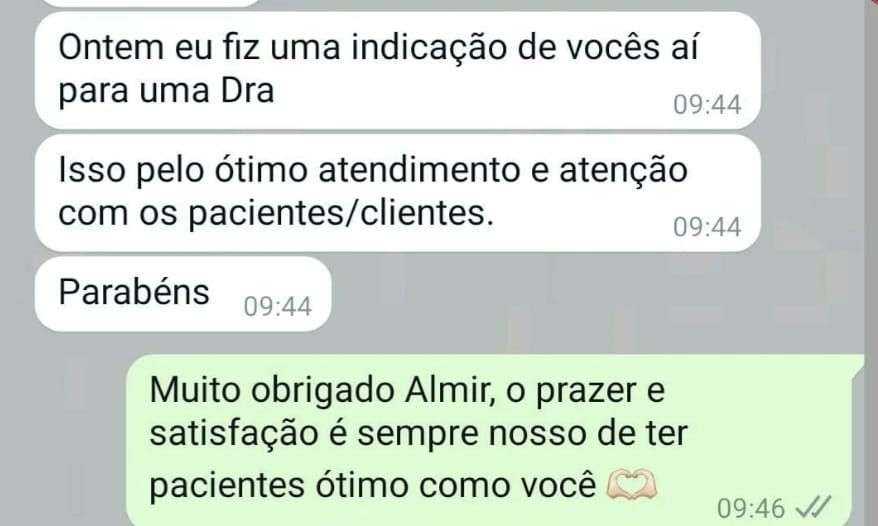 Ontem eu fiz uma indicação de vocês aí
para uma Dra
09:44
Isso pelo ótimo atendimento e atenção
com os pacientes/clientes.
09:44
Parabéns 09:44
Muito obrigado Almir, o prazer e
satisfação é sempre nosso de ter
pacientes ótimo como você 🫶🏻
09:46